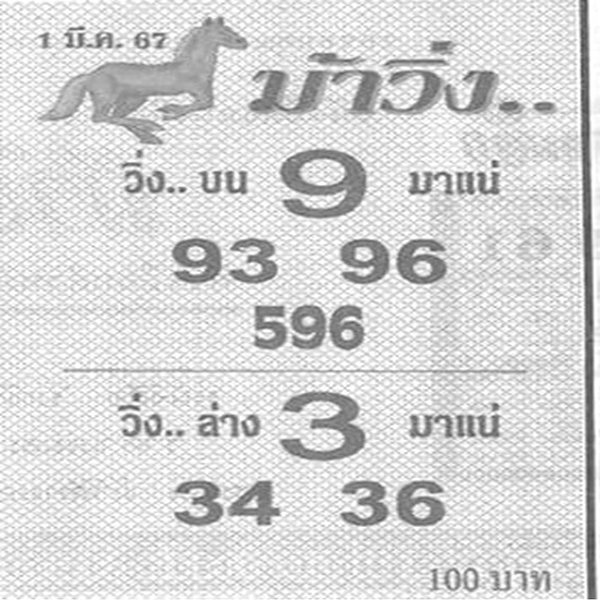 1 มี.ค. 67
ม้าวิ่ง..
วิ่ง.. บน 9 มาแน่
93 96
596
วิ่ง.. ล่าง 3 มาแน่
34 36
100 บาท